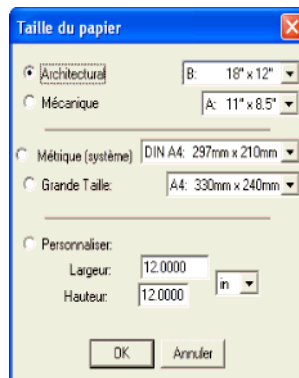 Taille du papier
Architectural B: 18" x 12"
Mécanique A: 11" x 8.5"
Métrique (système) DIN A4: 297mm x 210mm
Grande Taille: A4: 330mm x 240mm
Personnaliser:
Largeur: 12.0000
in
Hauteur: 12.0000
OK Annuler